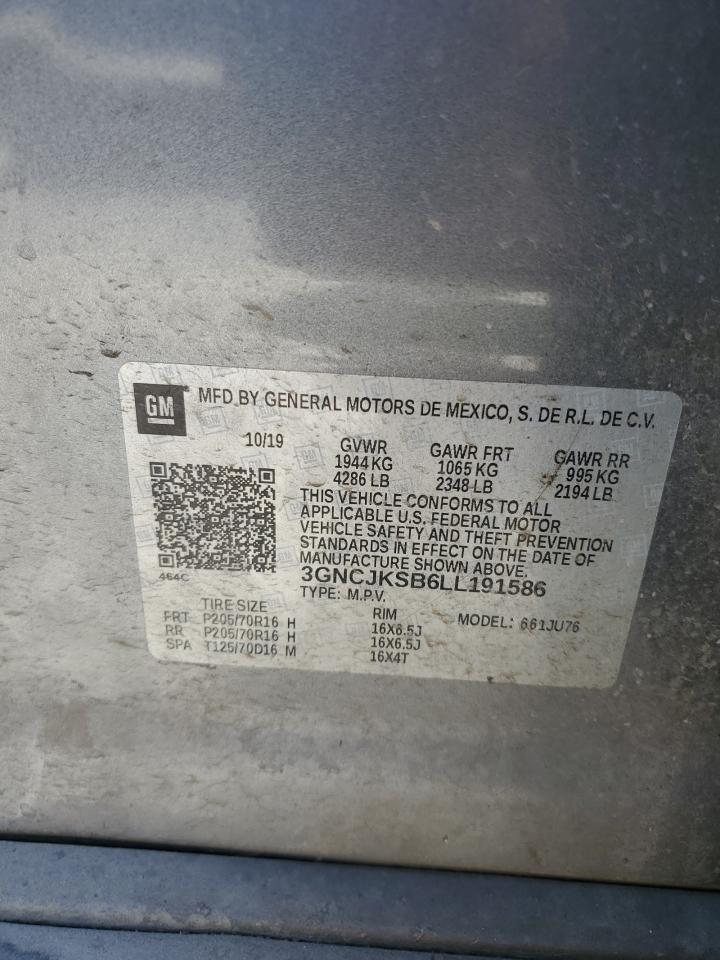 GM MFD BY GENERAL MOTORS DE MEXICO, S. DE R.L. DE C.V.
10/19 GVWR GAWR FRT GAWR RR
1944 KG 1065 KG 995 KG
4286 LB 2348 LB 2194 LB
THIS VEHICLE CONFORMS TO ALL
APPLICABLE U.S. FEDERAL MOTOR
VEHICLE SAFETY AND THEFT PREVENTION
STANDARDS IN EFFECT ON THE DATE OF
MANUFACTURE SHOWN ABOVE.
464C 3GNCJKSB6LL191586
TYPE: M.P.V.
TIRE SIZE RIM MODEL: 661JU76
FRT P205/70R16 H 16X6.5J
RR P205/70R16 H 16X6.5J
SPA T125/70D16 M 16X4T